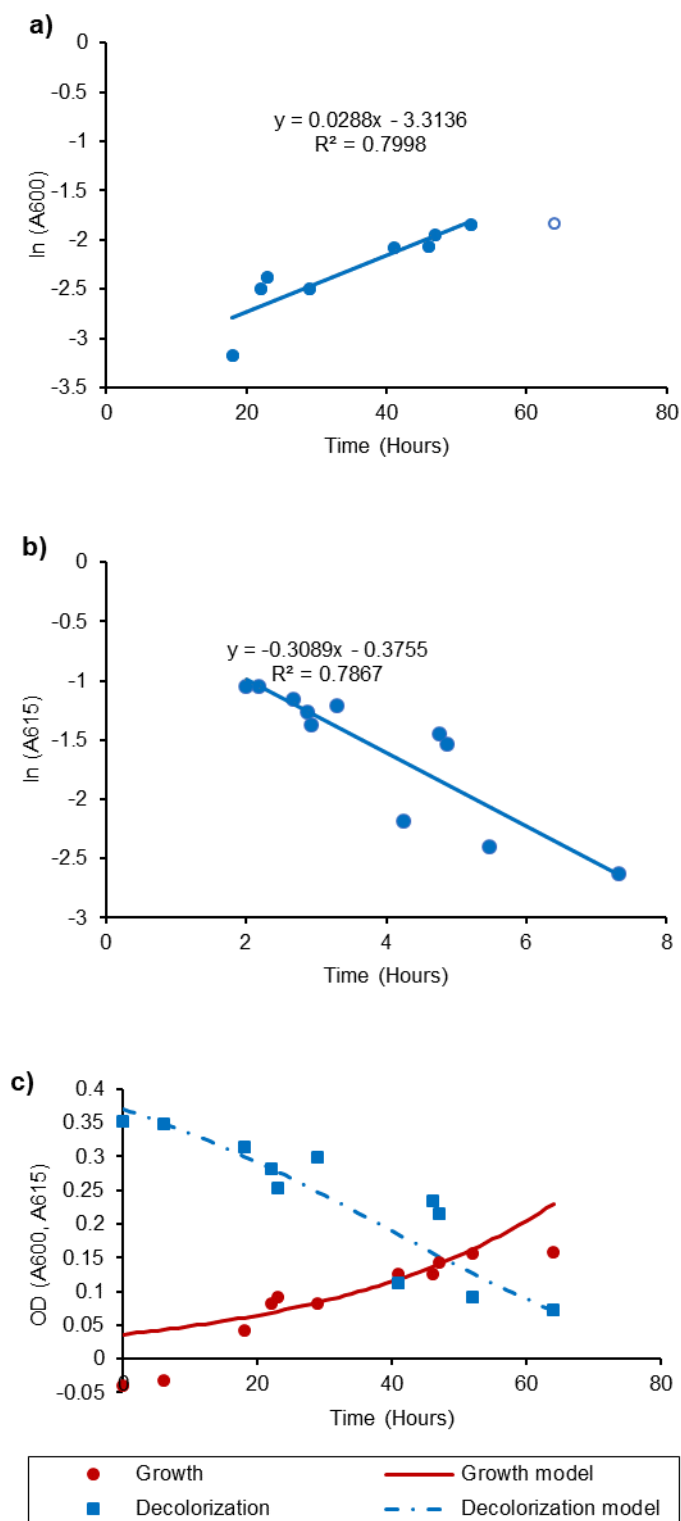 a)
0
-0.5
-1
-1.5
-2
-2.5
-3
-3.5
ln (A600)
y = 0.0288x - 3.3136
R² = 0.7998
0 20 40 60 80
Time (Hours)
b)
0
-0.5
-1
-1.5
-2
-2.5
-3
ln (A615)
y = -0.3089x - 0.3755
R² = 0.7867
0 2 4 6 8
Time (Hours)
c)
0.4
0.35
0.3
0.25
0.2
0.15
0.1
0.05
0
-0.05
OD (A600, A615)
20 40 60 80
Time (Hours)
Growth Growth model
Decolorization Decolorization model